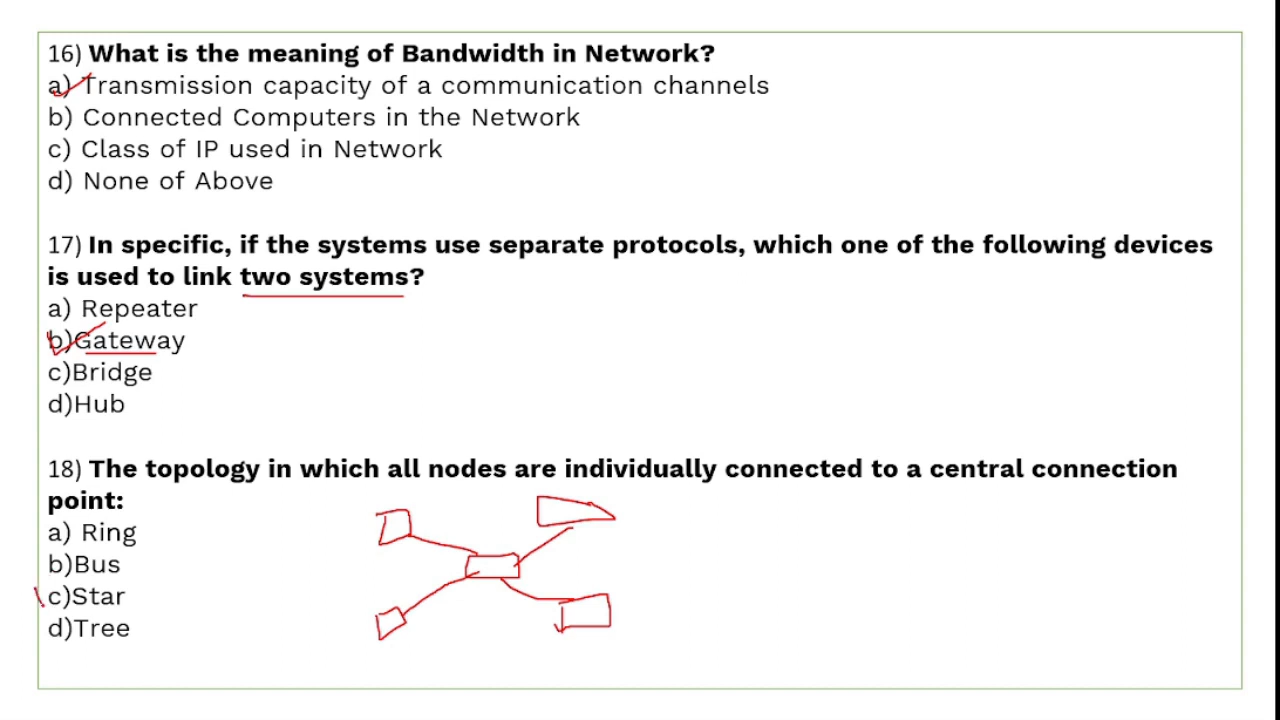 16) What is the meaning of Bandwidth in Network?
a) Transmission capacity of a communication channels
b) Connected Computers in the Network
c) Class of IP used in Network
d) None of Above
17) In specific, if the systems use separate protocols, which one of the following devices
is used to link two systems?
a) Repeater
b)Gateway
c)Bridge
d)Hub
18) The topology in which all nodes are individually connected to a central connection
point:
a) Ring
b)Bus
c)Star
d)Tree